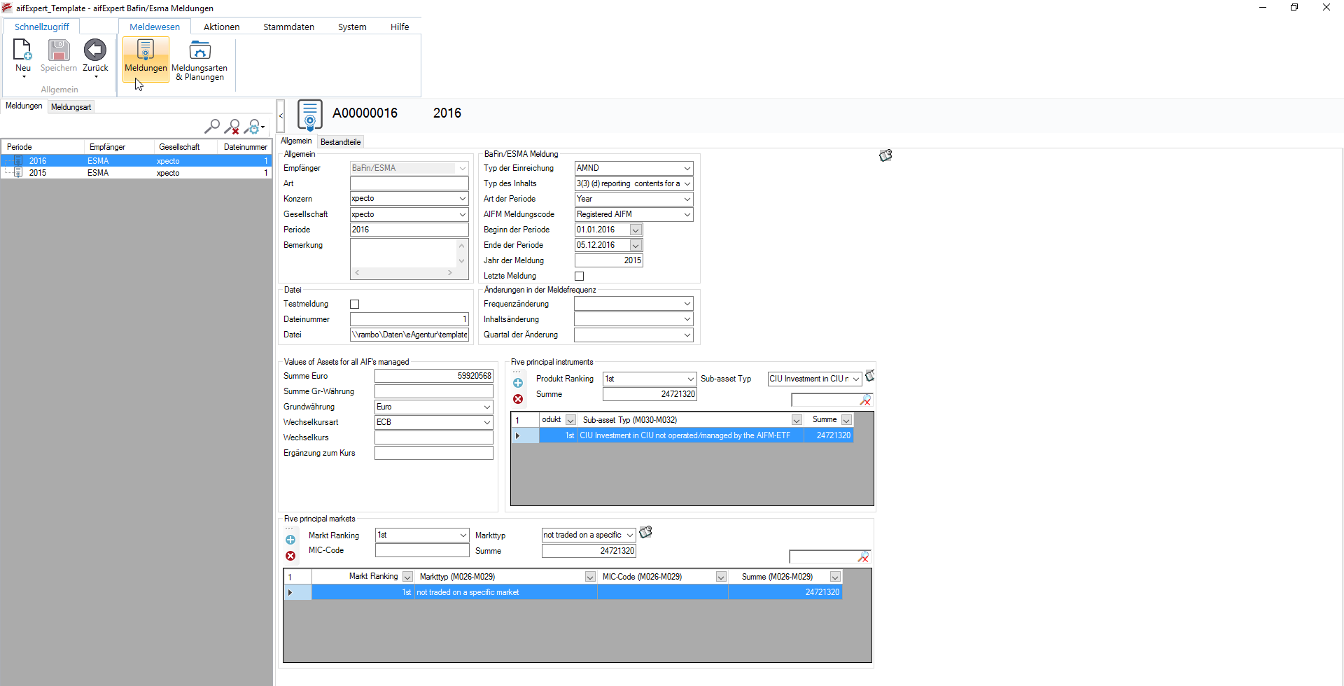 aifExpert_Template - aifExpert Bafin/Esma Meldungen
Schnellzugriff Meldewesen Aktionen Stammdaten System Hilfe
Neu Speichern Zurück Meldungen Meldungsarten & Planungen
Allgemein
Meldungen Meldungsart
A00000016 2016
Periode Empfänger Gesellschaft Dateinummer
2016 ESMA xpecto 1
2015 ESMA xpecto 1
Allgemein Bestandteile
Allgemein
Empfänger BaFin/ESMA
Art
Konzern xpecto
Gesellschaft xpecto
Periode 2016
Bemerkung
BaFin/ESMA Meldung
Typ der Einreichung AMND
Typ des Inhalts 3(3) (d) reporting contents for a
Art der Periode Year
AIFM Meldungscode Registered AIFM
Beginn der Periode 01.01.2016
Ende der Periode 05.12.2016
Jahr der Meldung 2015
Letzte Meldung
Datei
Testmeldung
Dateinummer 1
Datei \\rambo\Daten\eAgentur\template
Änderungen in der Meldefrequenz
Frequenzänderung
Inhaltsänderung
Quartal der Änderung
Values of Assets for all AIF's managed
Summe Euro 59920568
Summe Gr-Währung
Grundwährung Euro
Wechselkursart ECB
Wechselkurs
Ergänzung zum Kurs
Five principal instruments
Produkt Ranking 1st Sub-asset Typ CIU Investment in CIU r
Summe 24721320
1 odukt Sub-asset Typ (M030-M032) Summe
1st CIU Investment in CIU not operated/managed by the AIFM-ETF 24721320
Five principal markets
Markt Ranking 1st Markttyp not traded on a specific
MIC-Code Summe 24721320
1 Markt Ranking Markttyp (M026-M029) MIC-Code (M026-M029) Summe (M026-M029)
1st not traded on a specific market 24721320